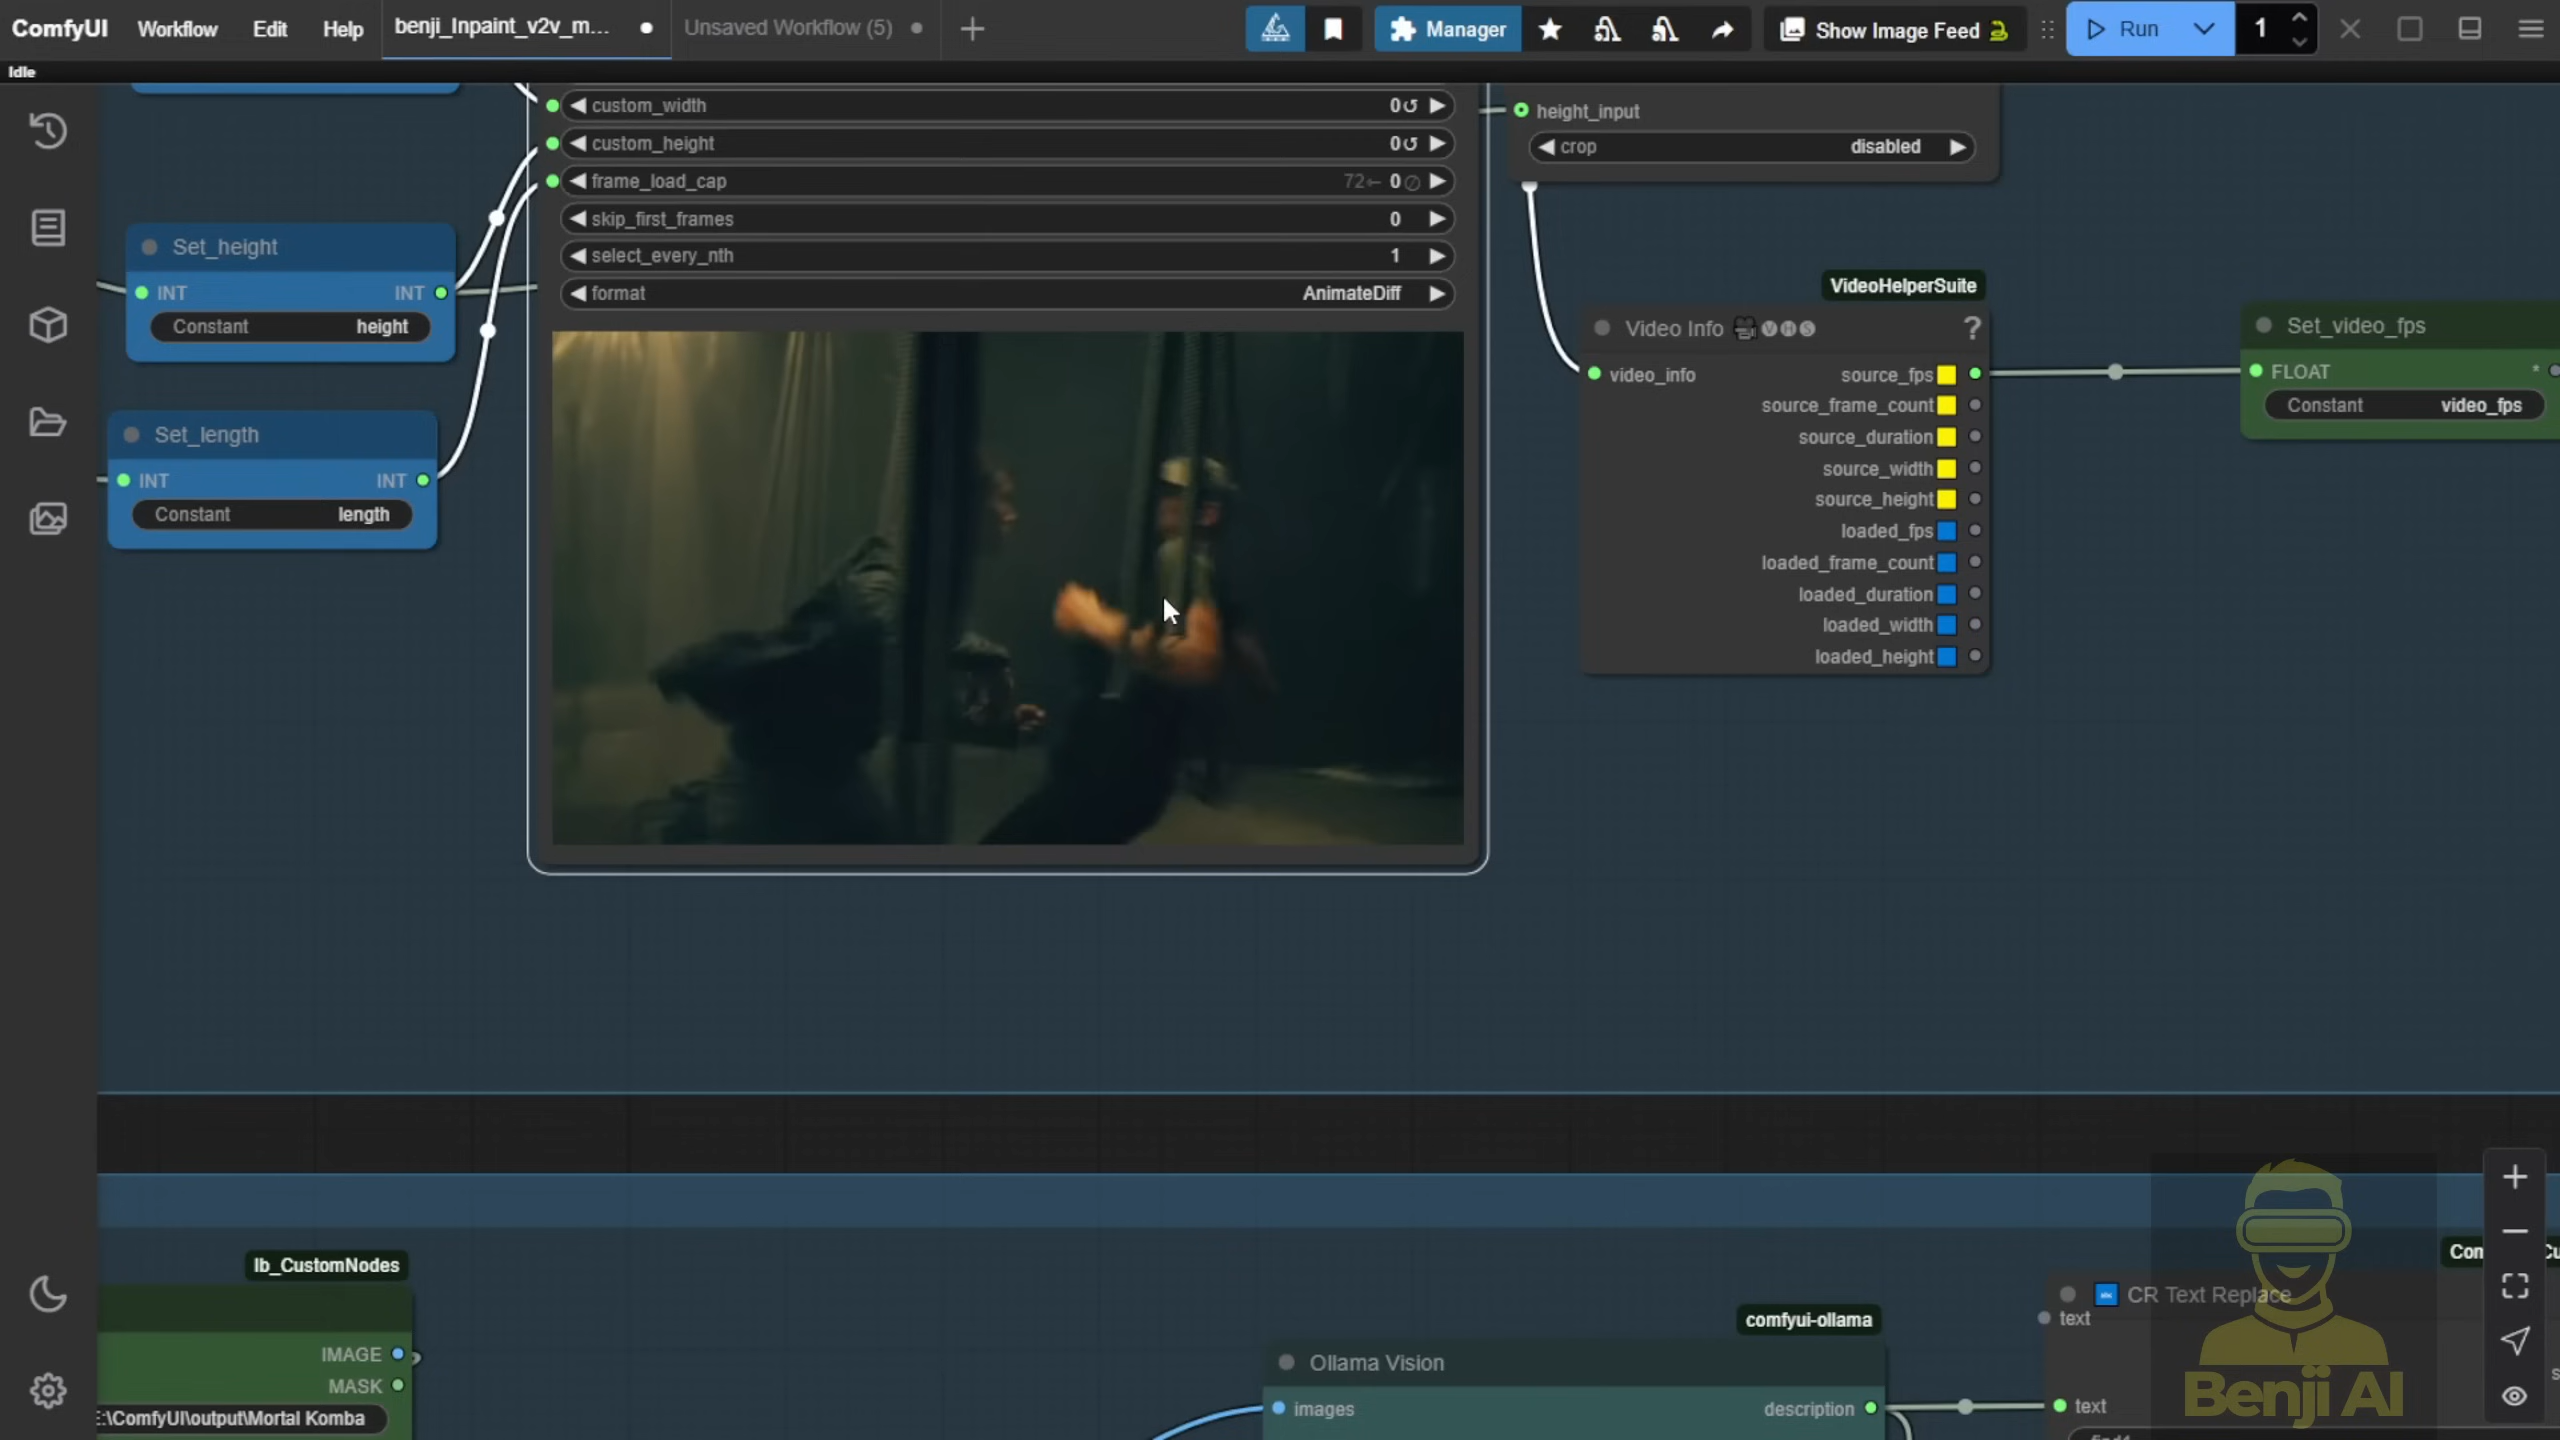 ComfyUI Workflow Edit Help benji_Inpaint_v2v_m... Unsaved Workflow (5) Manager Show Image Feed Run 1
Idle
custom_width 0
custom_height 0
frame_load_cap 72 0
skip_first_frames 0
select_every_nth 1
format AnimateDiff
height_input
crop disabled
Set_height
INT INT
Constant height
Set_length
INT INT
Constant length
VideoHelperSuite
Video Info VHS ?
video_info source_fps
source_frame_count
source_duration
source_width
source_height
loaded_fps
loaded_frame_count
loaded_duration
loaded_width
loaded_height
Set_video_fps
FLOAT *
Constant video_fps
lb_CustomNodes
IMAGE
MASK
E:\ComfyUI\output\Mortal Komba
comfyui-ollama
Ollama Vision
images description
CR Text Replace
text
text
Benji AI